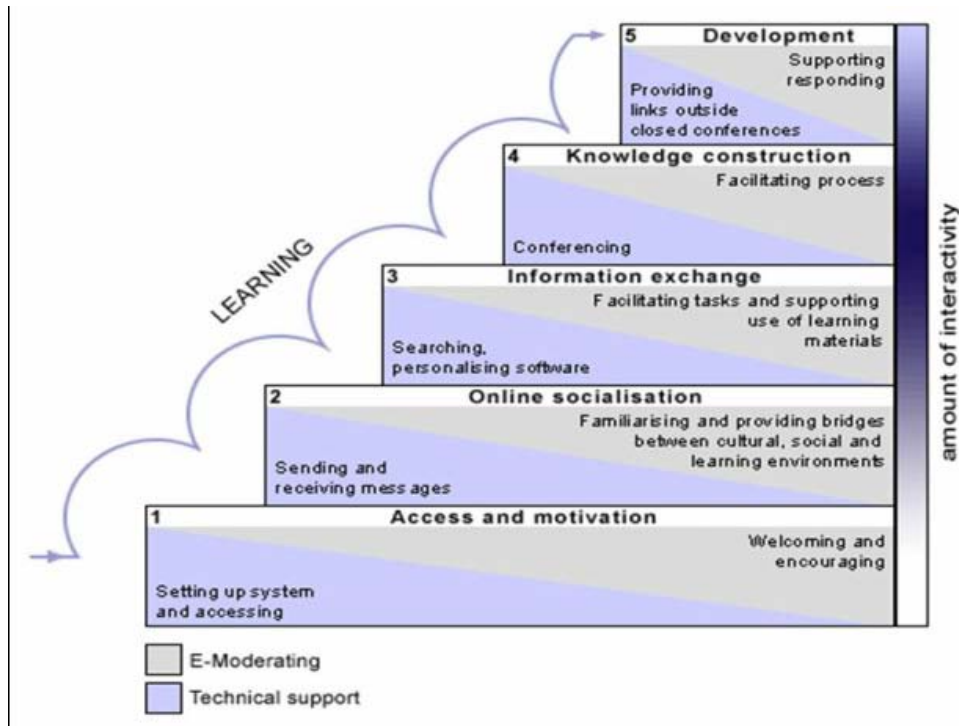 5 Development
Supporting
responding
Providing
links outside
closed conferences
4 Knowledge construction
Facilitating process
Conferencing
3 Information exchange
Facilitating tasks and supporting
use of learning
materials
Searching,
personalising software
2 Online socialisation
Familiarising and providing bridges
between cultural, social and
learning environments
Sending and
receiving messages
1 Access and motivation
Welcoming and
encouraging
Setting up system
and accessing
LEARNING
amount of interactivity
E-Moderating
Technical support